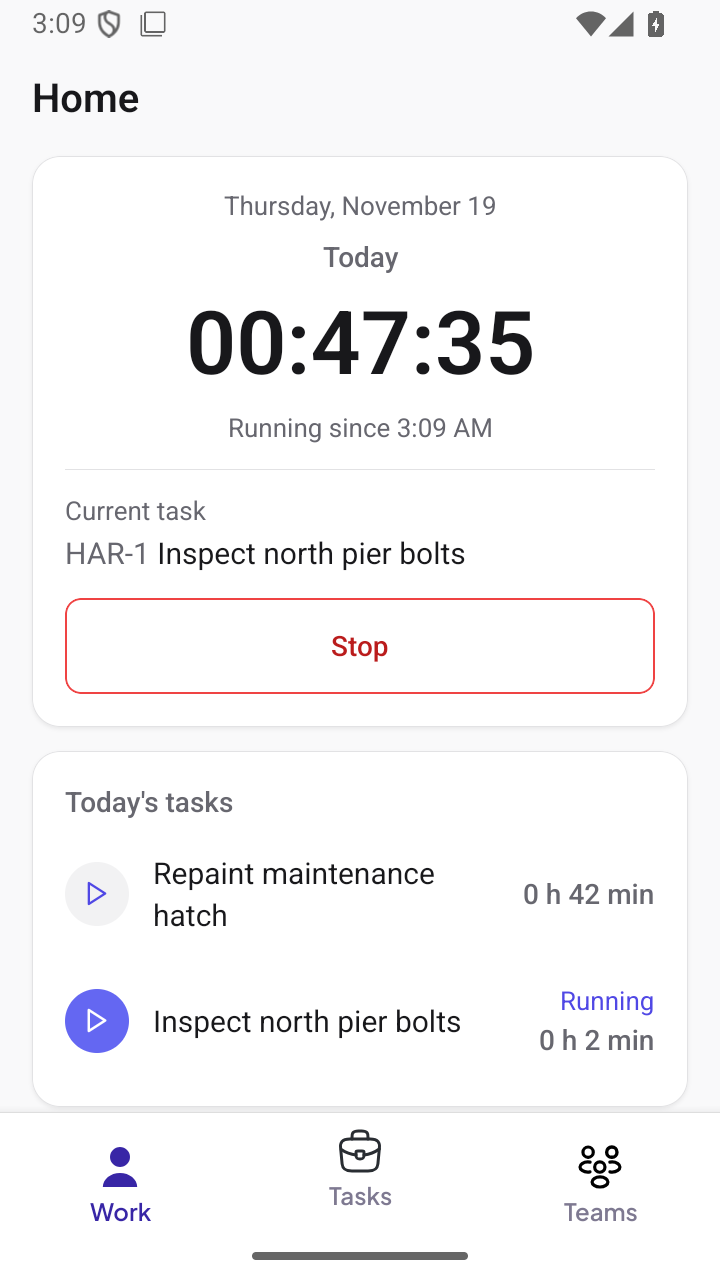 3:09
Home
Thursday, November 19
Today
00:47:35
Running since 3:09 AM
Current task
HAR-1 Inspect north pier bolts
Stop
Today's tasks
Repaint maintenance
hatch
0 h 42 min
Inspect north pier bolts
Running
0 h 2 min
Work
Tasks
Teams